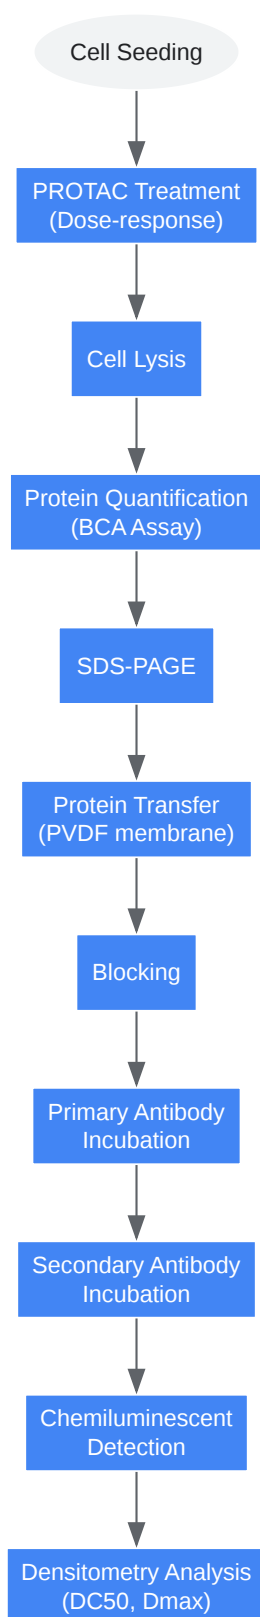 Cell Seeding
PROTAC Treatment
(Dose-response)
Cell Lysis
Protein Quantification
(BCA Assay)
SDS-PAGE
Protein Transfer
(PVDF membrane)
Blocking
Primary Antibody
Incubation
Secondary Antibody
Incubation
Chemiluminescent
Detection
Densitometry Analysis
(DC50, Dmax)